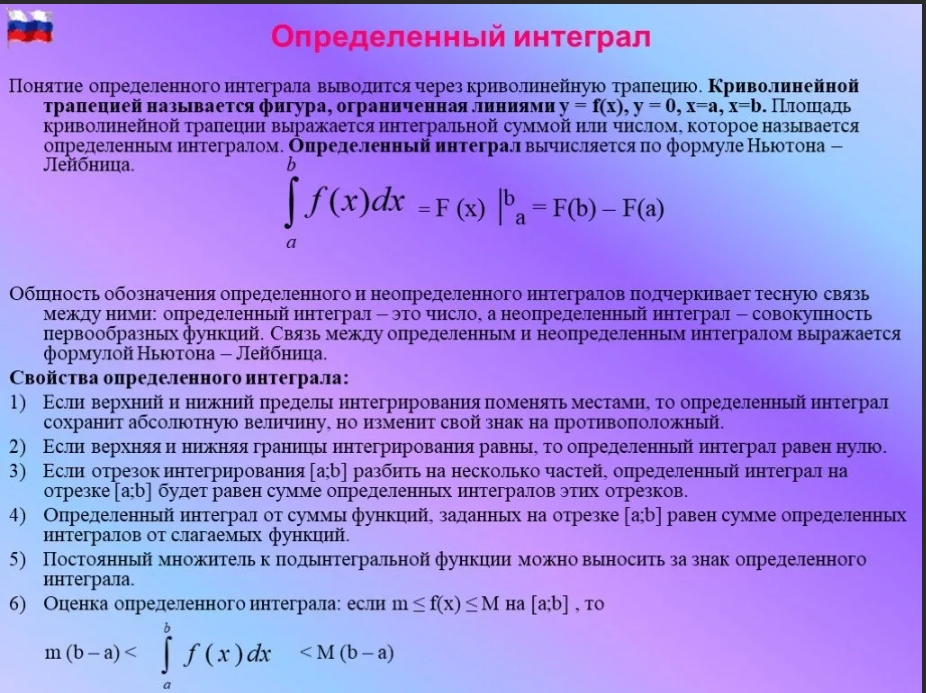 Определенный интеграл
Понятие определенного интеграла выводится через криволинейную трапецию. Криволинейной
трапецией называется фигура, ограниченная линиями y = f(x), y = 0, x=a, x=b. Площадь
криволинейной трапеции выражается интегральной суммой или числом, которое называется
определенным интегралом. Определенный интеграл вычисляется по формуле Ньютона –
Лейбница.
∫_a^b f(x)dx = F (x) |^b_a = F(b) – F(a)
Общность обозначения определенного и неопределенного интегралов подчеркивает тесную связь
между ними: определенный интеграл – это число, а неопределенный интеграл – совокупность
первообразных функций. Связь между определенным и неопределенным интегралом выражается
формулой Ньютона – Лейбница.
Свойства определенного интеграла:
1) Если верхний и нижний пределы интегрирования поменять местами, то определенный интеграл
сохранит абсолютную величину, но изменит свой знак на противоположный.
2) Если верхняя и нижняя границы интегрирования равны, то определенный интеграл равен нулю.
3) Если отрезок интегрирования [a;b] разбить на несколько частей, определенный интеграл на
отрезке [a;b] будет равен сумме определенных интегралов этих отрезков.
4) Определенный интеграл от суммы функций, заданных на отрезке [a;b] равен сумме определенных
интегралов от слагаемых функций.
5) Постоянный множитель к подынтегральной функции можно выносить за знак определенного
интеграла.
6) Оценка определенного интеграла: если m ≤ f(x) ≤ M на [a;b] , то
m (b – a) < ∫_a^b f(x)dx < M (b – a)